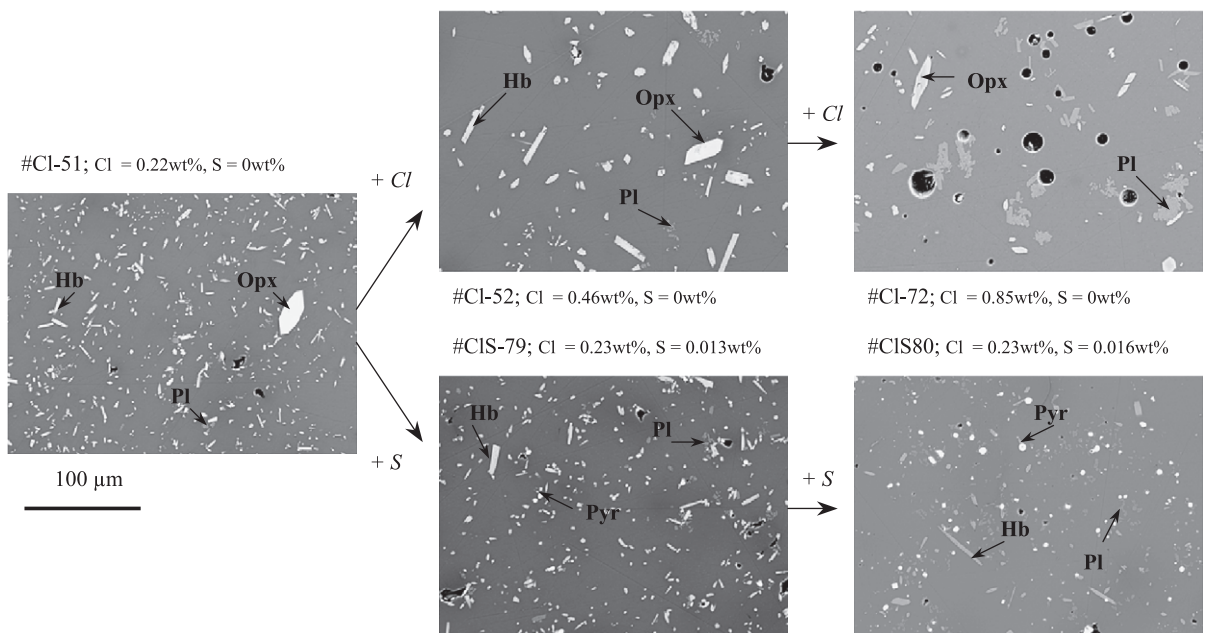 Hb
Opx
Pl
+ Cl
Opx
Pl
#Cl-51; Cl = 0.22wt%, S = 0wt%
+ Cl
Hb
Opx
Pl
#Cl-52; Cl = 0.46wt%, S = 0wt%
#Cl-72; Cl = 0.85wt%, S = 0wt%
#ClS-79; Cl = 0.23wt%, S = 0.013wt%
#ClS80; Cl = 0.23wt%, S = 0.016wt%
+ S
100 µm
Hb
Pl
Pyr
+ S
Pyr
Hb
Pl